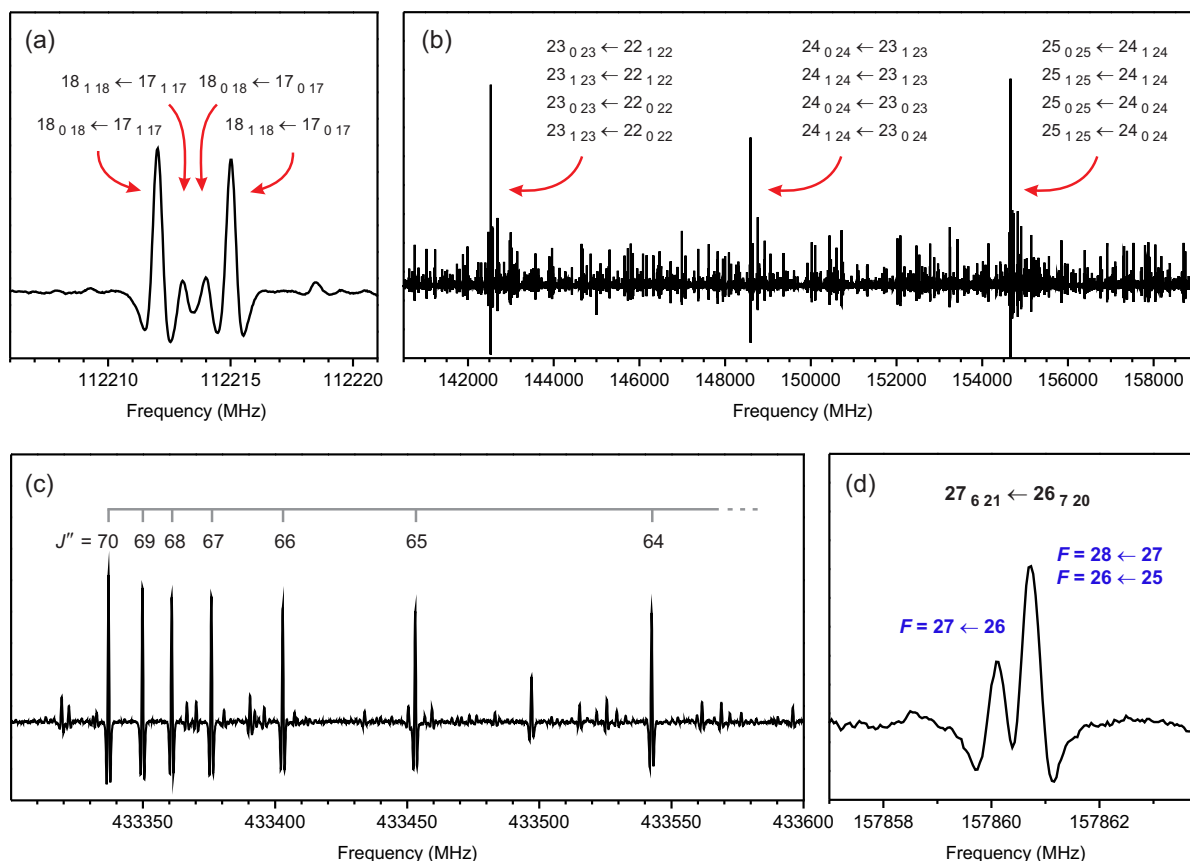 (a)
18 1 18 ← 17 1 17 18 0 18 ← 17 0 17
18 0 18 ← 17 1 17 18 1 18 ← 17 0 17
112210 112215 112220
Frequency (MHz)
(b)
23 0 23 ← 22 1 22
23 1 23 ← 22 1 22
23 0 23 ← 22 0 22
23 1 23 ← 22 0 22
24 0 24 ← 23 1 23
24 1 24 ← 23 1 23
24 0 24 ← 23 0 23
24 1 24 ← 23 0 24
25 0 25 ← 24 1 24
25 1 25 ← 24 1 24
25 0 25 ← 24 0 24
25 1 25 ← 24 0 24
142000 144000 146000 148000 150000 152000 154000 156000 158000
Frequency (MHz)
(c)
J″ = 70 69 68 67 66 65 64
433350 433400 433450 433500 433550 433600
Frequency (MHz)
(d)
27 6 21 ← 26 7 20
F = 28 ← 27
F = 26 ← 25
F = 27 ← 26
157858 157860 157862
Frequency (MHz)